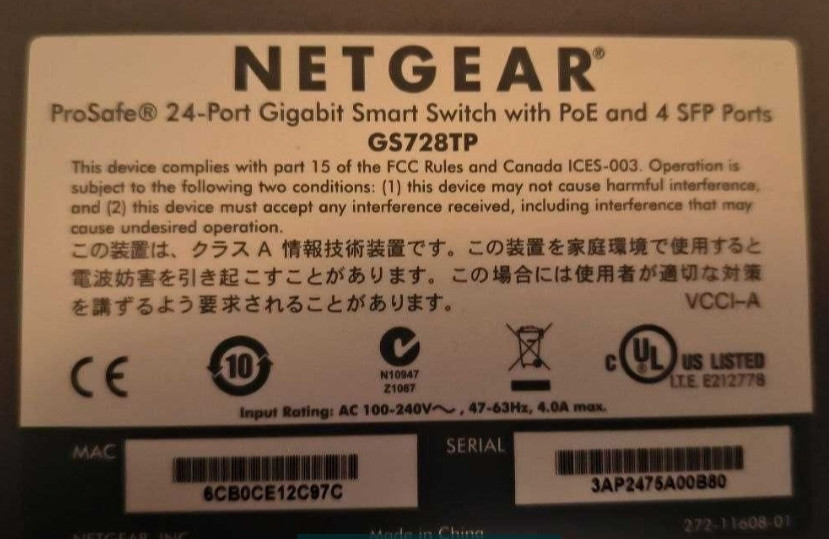 NETGEAR®
ProSafe® 24-Port Gigabit Smart Switch with PoE and 4 SFP Ports
GS728TP
This device complies with part 15 of the FCC Rules and Canada ICES-003. Operation is
subject to the following two conditions: (1) this device may not cause harmful interference,
and (2) this device must accept any interference received, including interference that may
cause undesired operation.
この装置は、クラス A 情報技術装置です。この装置を家庭環境で使用すると
電波妨害を引き起こすことがあります。この場合には使用者が適切な対策
を講ずるよう要求されることがあります。 VCCI-A
CE
10
N10947
Z1087
C UL US LISTED
I.T.E. E212778
Input Rating: AC 100-240V～, 47-63Hz, 4.0A max.
MAC
6CB0CE12C97C
SERIAL
3AP2475A00B80
272-11608-01
NETGEAR, INC.
Made in China